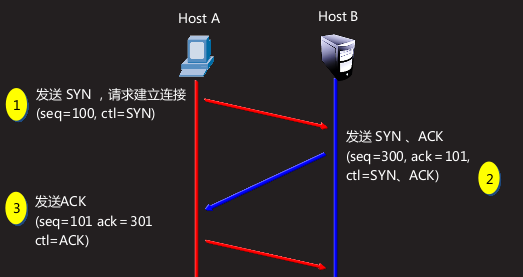 Host A
Host B
1
发送 SYN ，请求建立连接
(seq=100, ctl=SYN)
发送 SYN 、ACK
(seq=300, ack＝101,
ctl=SYN、ACK)
2
3
发送ACK
(seq=101 ack＝301
ctl=ACK)